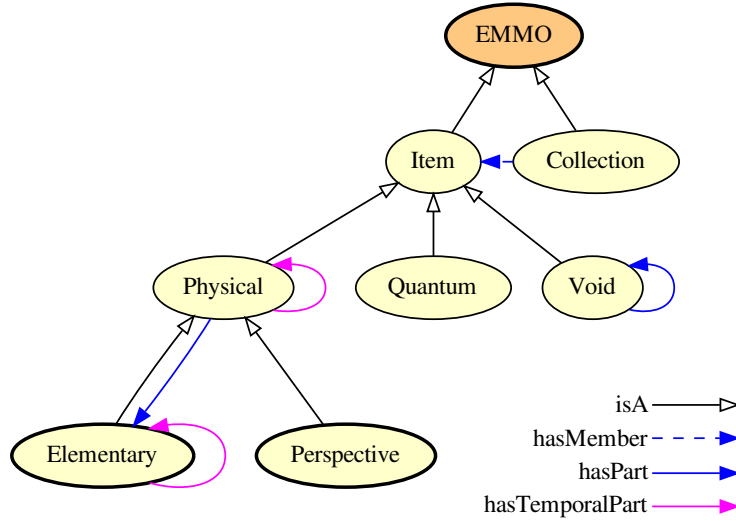 EMMO
Item
Collection
Physical
Quantum
Void
Elementary
Perspective
isA
hasMember
hasPart
hasTemporalPart